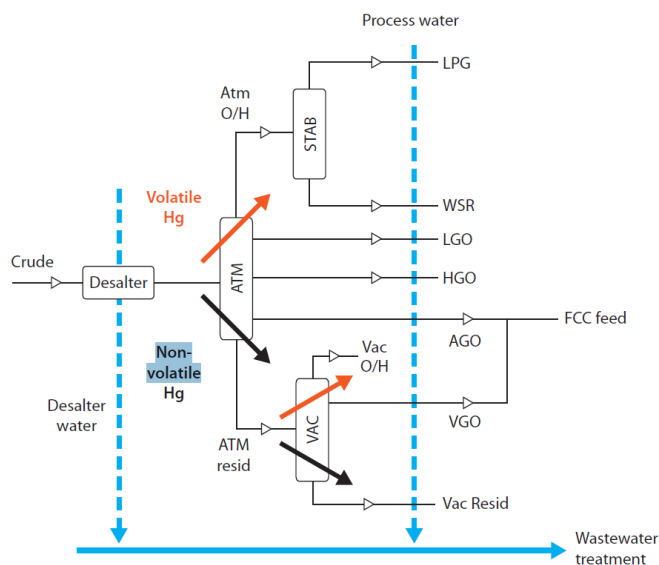 Process water
LPG
Atm
O/H
STAB
Volatile
Hg
WSR
LGO
Crude
Desalter
ATM
HGO
FCC feed
AGO
Non-
volatile
Hg
Vac
O/H
Desalter
water
VAC
VGO
ATM
resid
Vac Resid
Wastewater
treatment